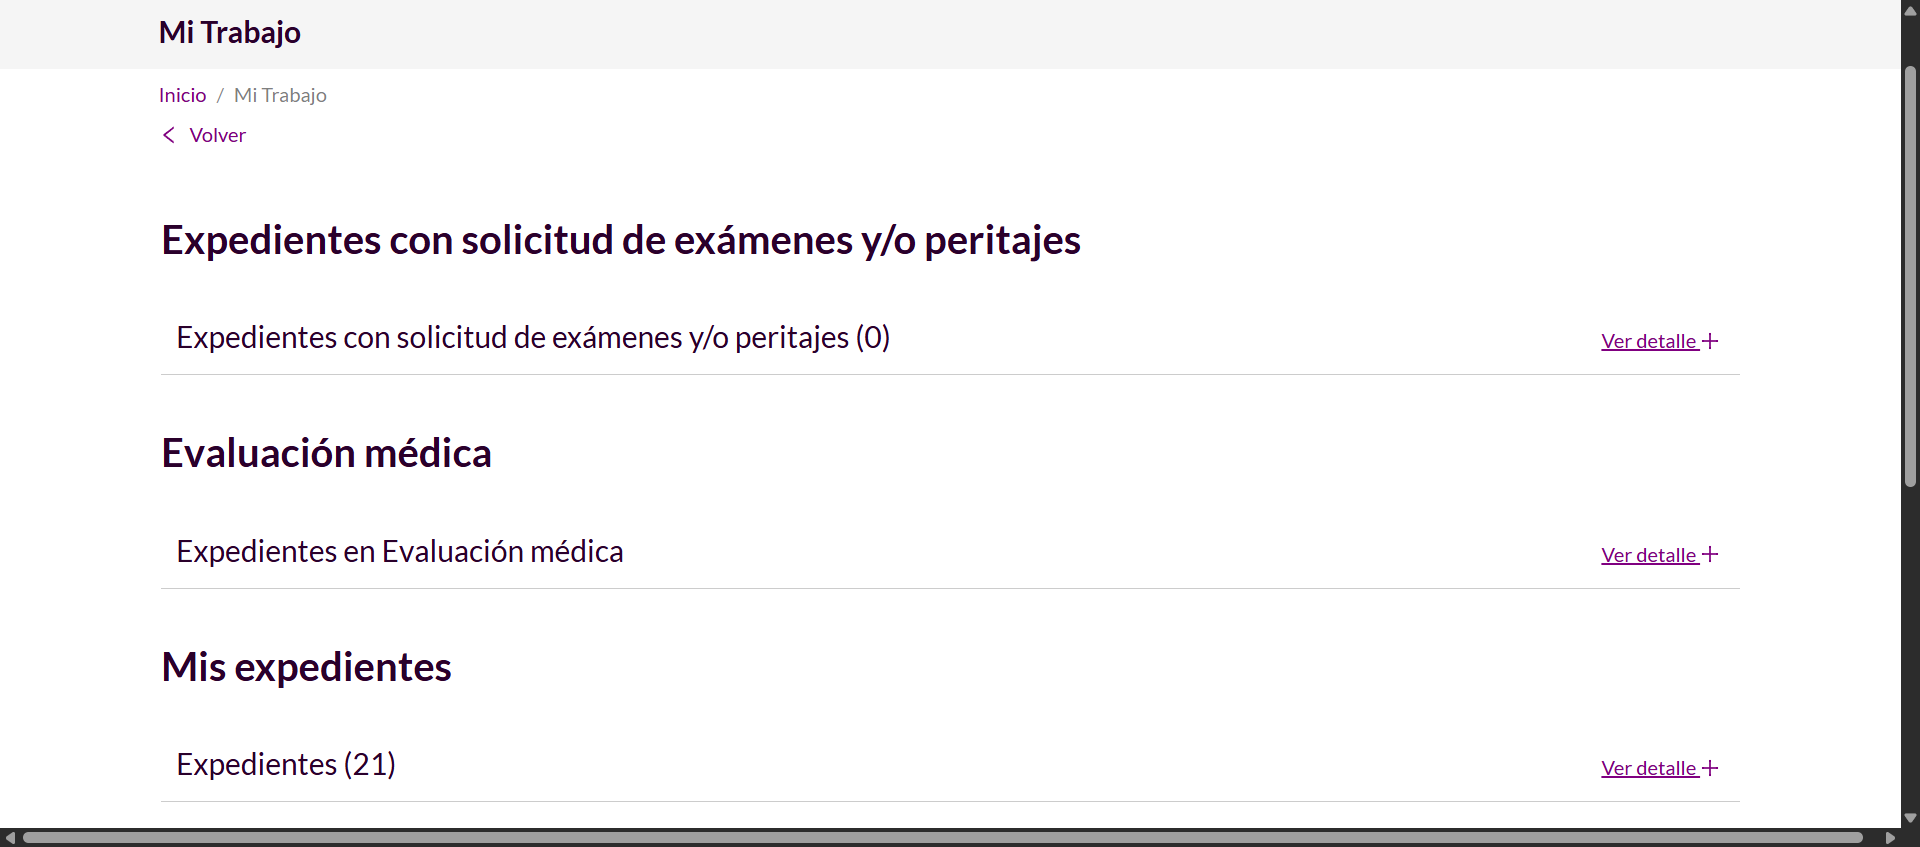 Mi Trabajo
Inicio / Mi Trabajo
Volver
Expedientes con solicitud de exámenes y/o peritajes
Expedientes con solicitud de exámenes y/o peritajes (0)
Ver detalle +
Evaluación médica
Expedientes en Evaluación médica
Ver detalle +
Mis expedientes
Expedientes (21)
Ver detalle +